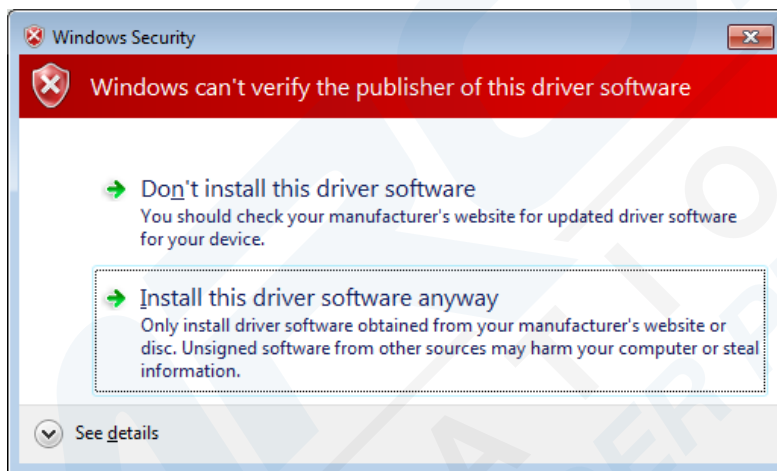 Windows Security
Windows can't verify the publisher of this driver software
Don't install this driver software
You should check your manufacturer's website for updated driver software
for your device.
Install this driver software anyway
Only install driver software obtained from your manufacturer's website or
disc. Unsigned software from other sources may harm your computer or steal
information.
See details